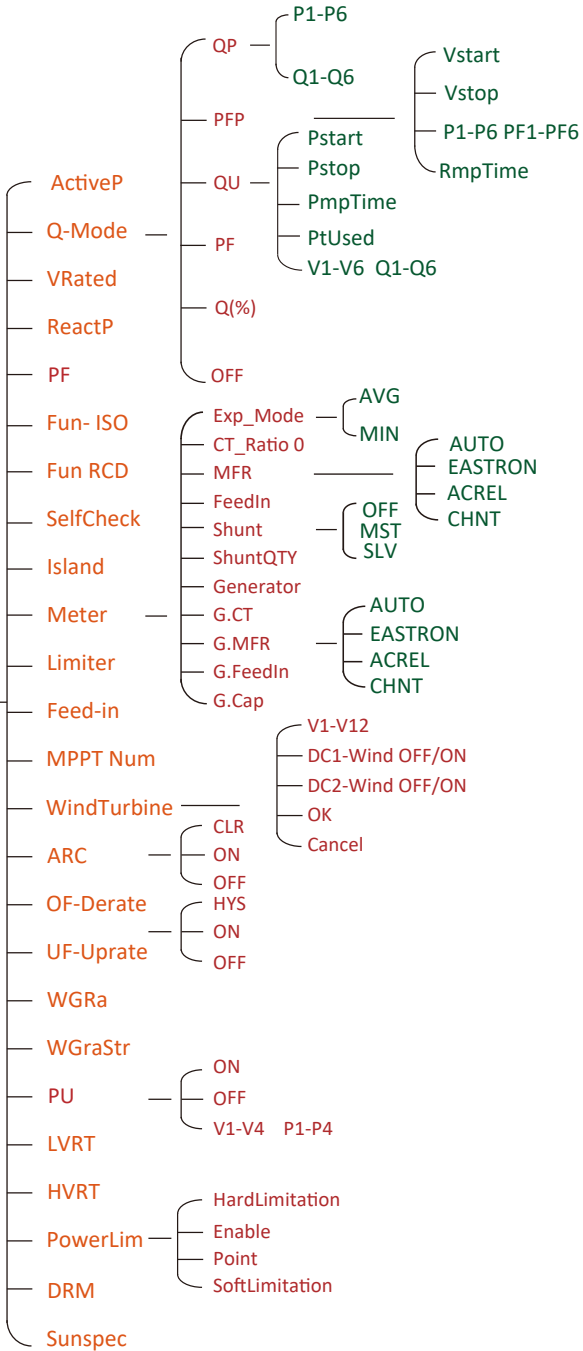 ActiveP
Q-Mode
VRated
ReactP
PF
Fun- ISO
Fun RCD
SelfCheck
Island
Meter
Limiter
Feed-in
MPPT Num
WindTurbine
ARC
OF-Derate
UF-Uprate
WGRa
WGraStr
PU
LVRT
HVRT
PowerLim
DRM
Sunspec
QP
PFP
QU
PF
Q(%)
OFF
P1-P6
Q1-Q6
Vstart
Vstop
P1-P6 PF1-PF6
RmpTime
Pstart
Pstop
PmpTime
PtUsed
V1-V6 Q1-Q6
Exp_Mode
CT_Ratio 0
MFR
FeedIn
Shunt
ShuntQTY
Generator
G.CT
G.MFR
G.FeedIn
G.Cap
AVG
MIN
AUTO
EASTRON
ACREL
CHNT
OFF
MST
SLV
AUTO
EASTRON
ACREL
CHNT
V1-V12
DC1-Wind OFF/ON
DC2-Wind OFF/ON
OK
Cancel
CLR
ON
OFF
HYS
ON
OFF
ON
OFF
V1-V4 P1-P4
HardLimitation
Enable
Point
SoftLimitation